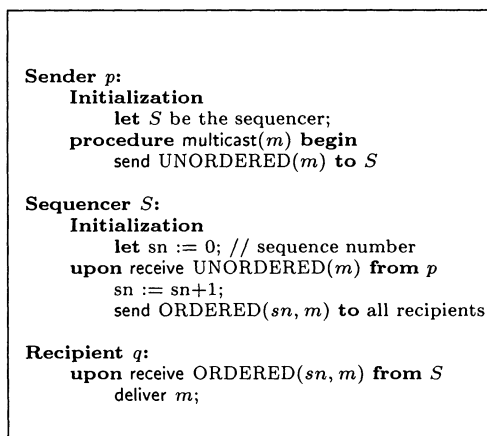 Sender p:
Initialization
let S be the sequencer;
procedure multicast(m) begin
send UNORDERED(m) to S
Sequencer S:
Initialization
let sn := 0; // sequence number
upon receive UNORDERED(m) from p
sn := sn+1;
send ORDERED(sn, m) to all recipients
Recipient q:
upon receive ORDERED(sn, m) from S
deliver m;